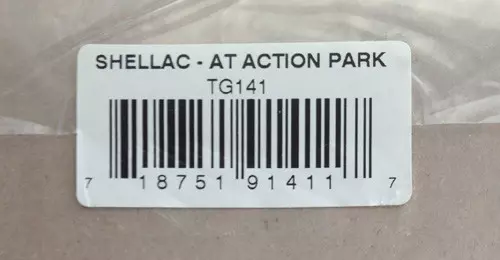 SHELLAC - AT ACTION PARK
TG141
7 18751 91411 7